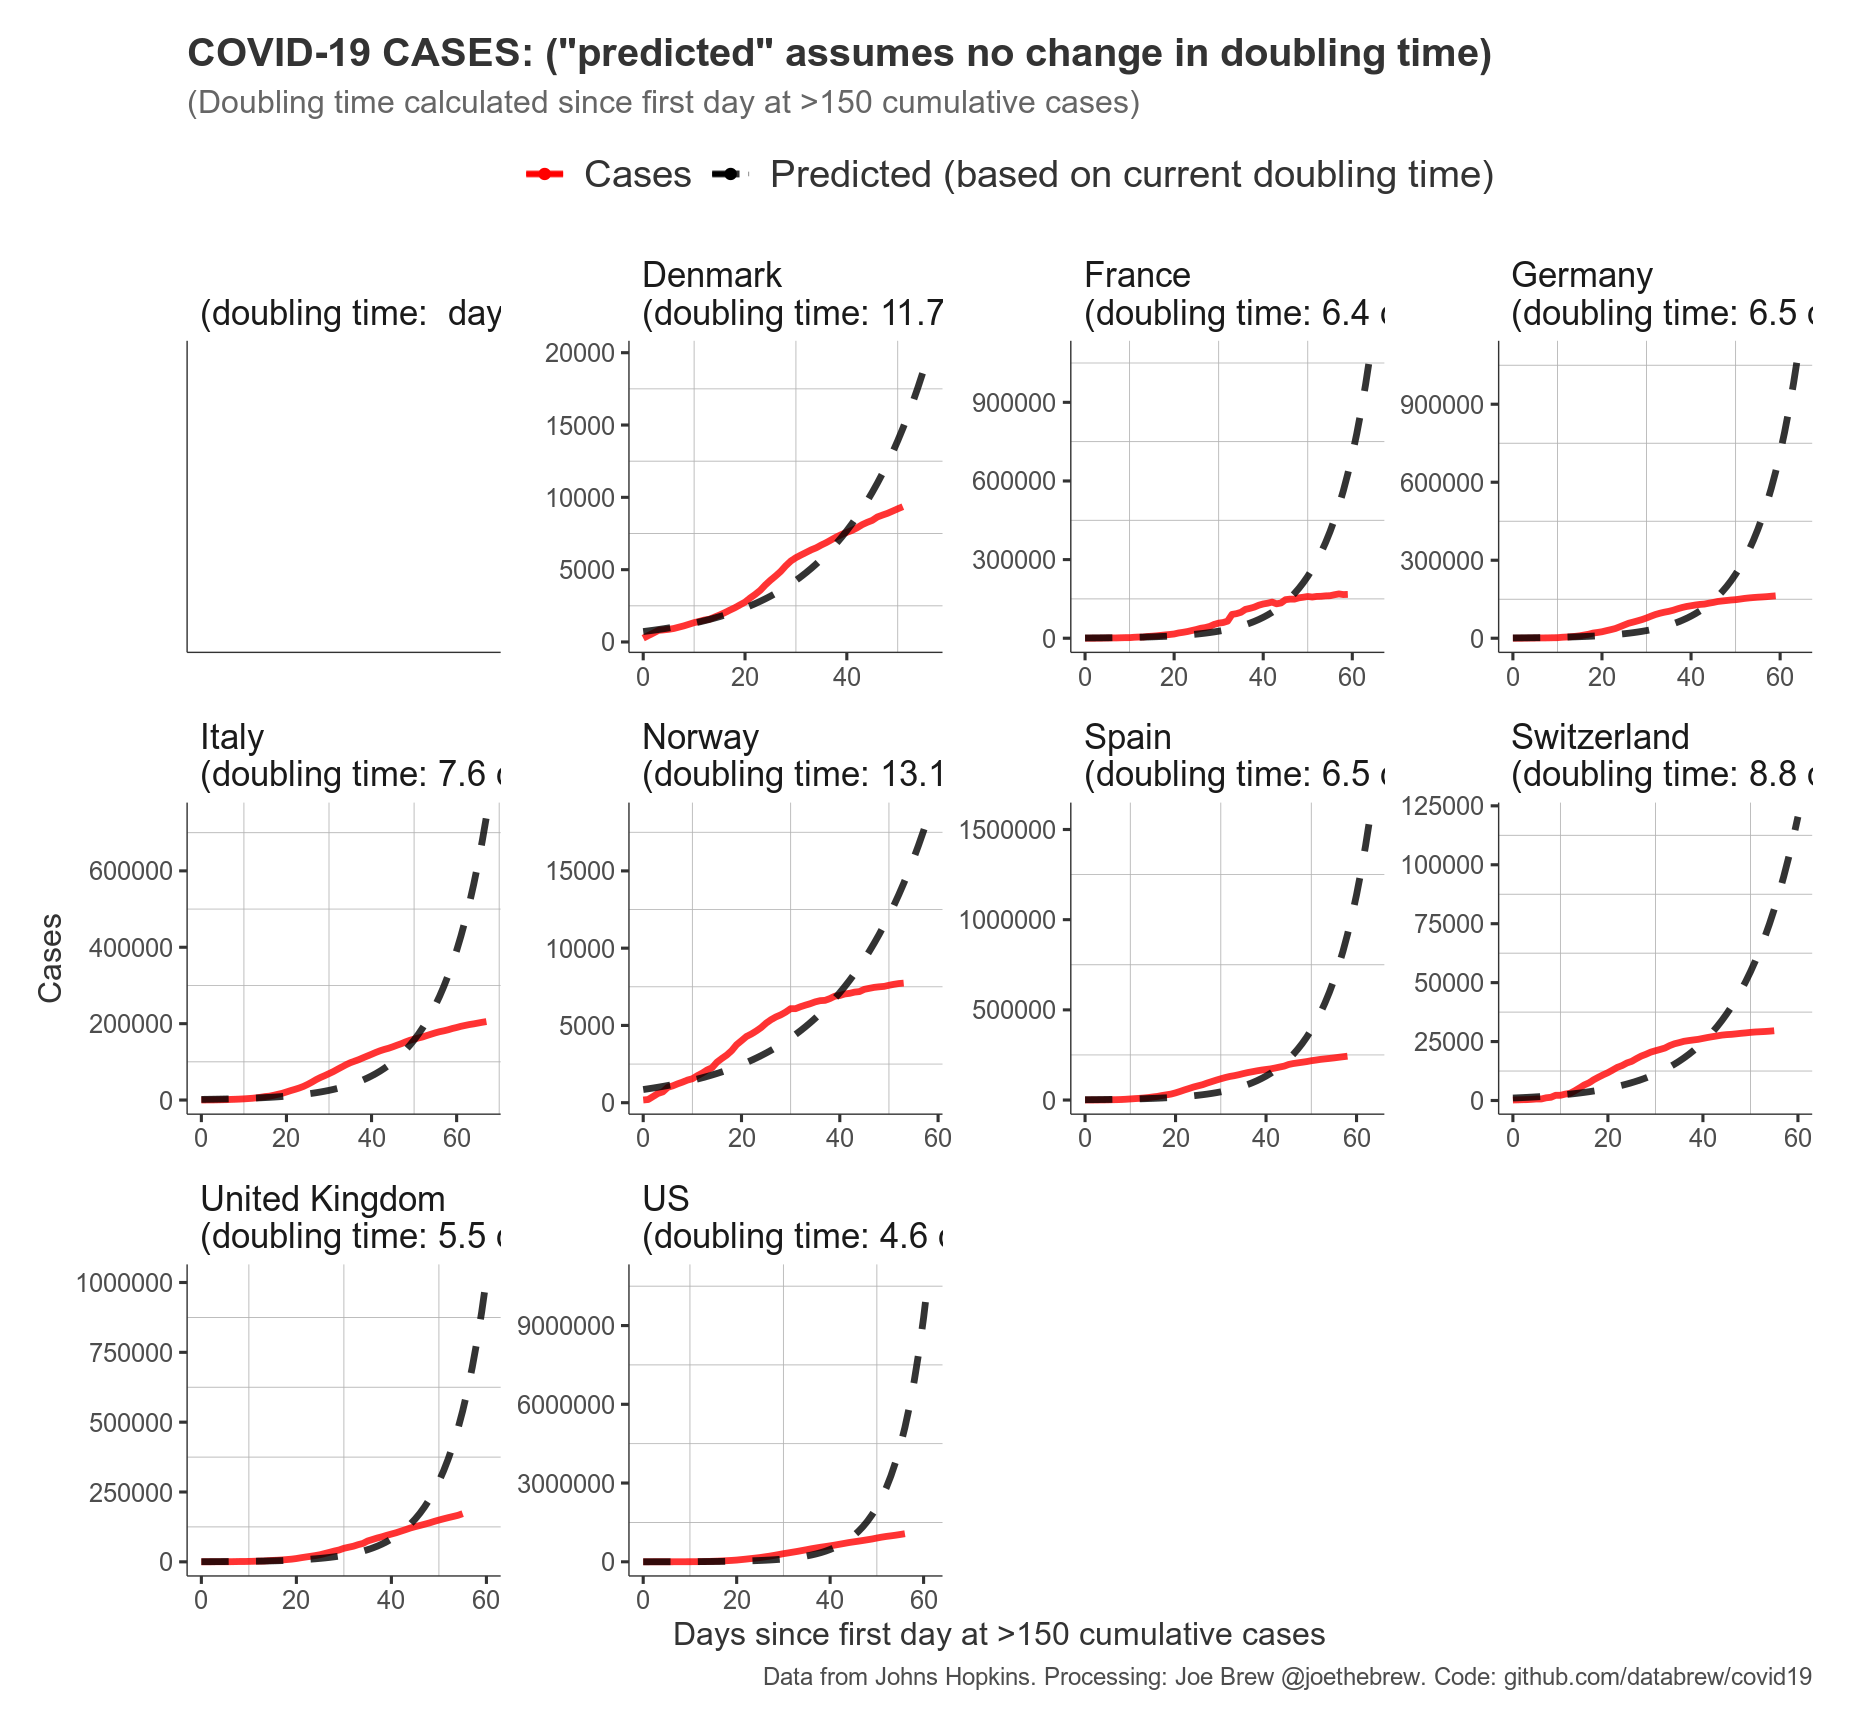 COVID-19 CASES: ("predicted" assumes no change in doubling time)
(Doubling time calculated since first day at >150 cumulative cases)
Cases Predicted (based on current doubling time)
(doubling time:  day
Denmark
(doubling time: 11.7
France
(doubling time: 6.4
Germany
(doubling time: 6.5
20000
15000
10000
5000
0
0 20 40
900000
600000
300000
0
0 20 40 60
900000
600000
300000
0
0 20 40 60
Cases
Italy
(doubling time: 7.6
600000
400000
200000
0
0 20 40 60
Norway
(doubling time: 13.1
15000
10000
5000
0
0 20 40 60
Spain
(doubling time: 6.5
1500000
1000000
500000
0
0 20 40 60
Switzerland
(doubling time: 8.8
125000
100000
75000
50000
25000
0
0 20 40 60
United Kingdom
(doubling time: 5.5
1000000
750000
500000
250000
0
0 20 40 60
US
(doubling time: 4.6
9000000
6000000
3000000
0
0 20 40 60
Days since first day at >150 cumulative cases
Data from Johns Hopkins. Processing: Joe Brew @joethebrew. Code: github.com/databrew/covid19